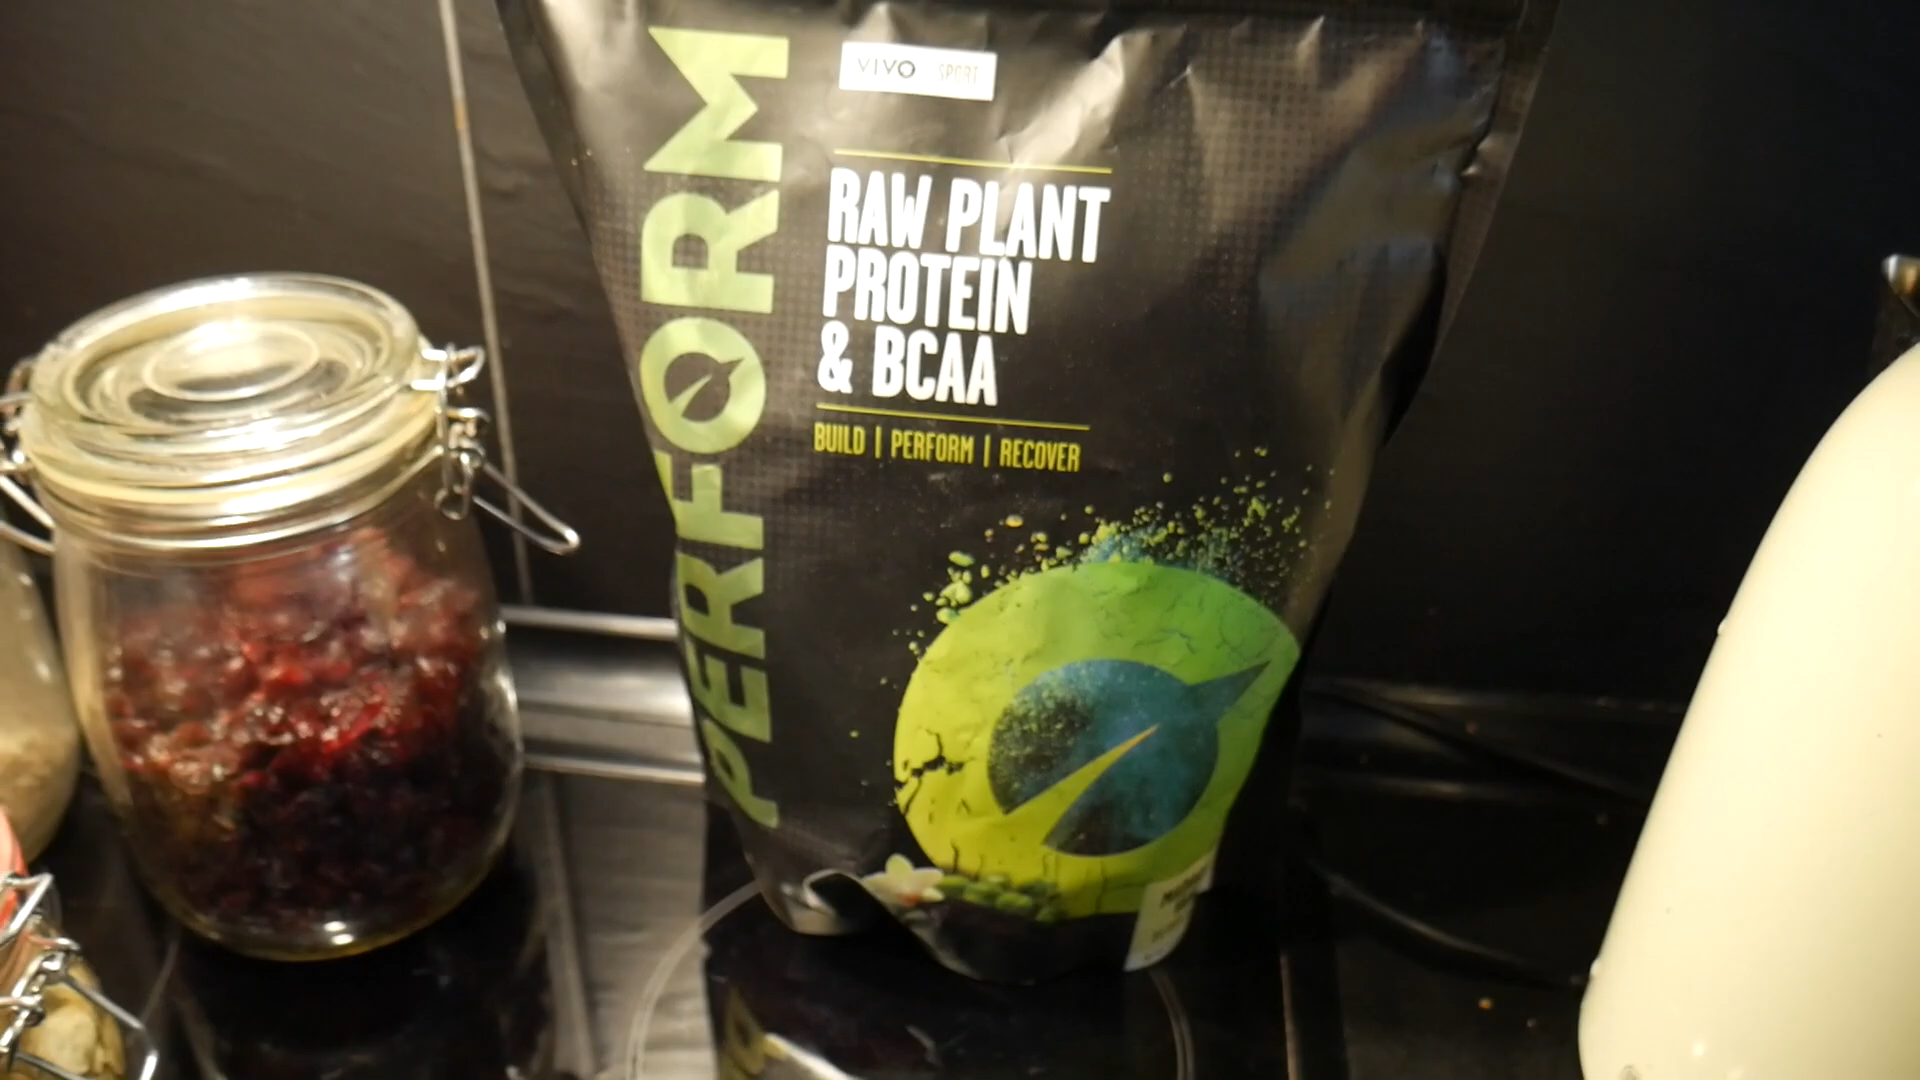 VIVO SPORT
PERFORM
RAW PLANT
PROTEIN
& BCAA
BUILD | PERFORM | RECOVER